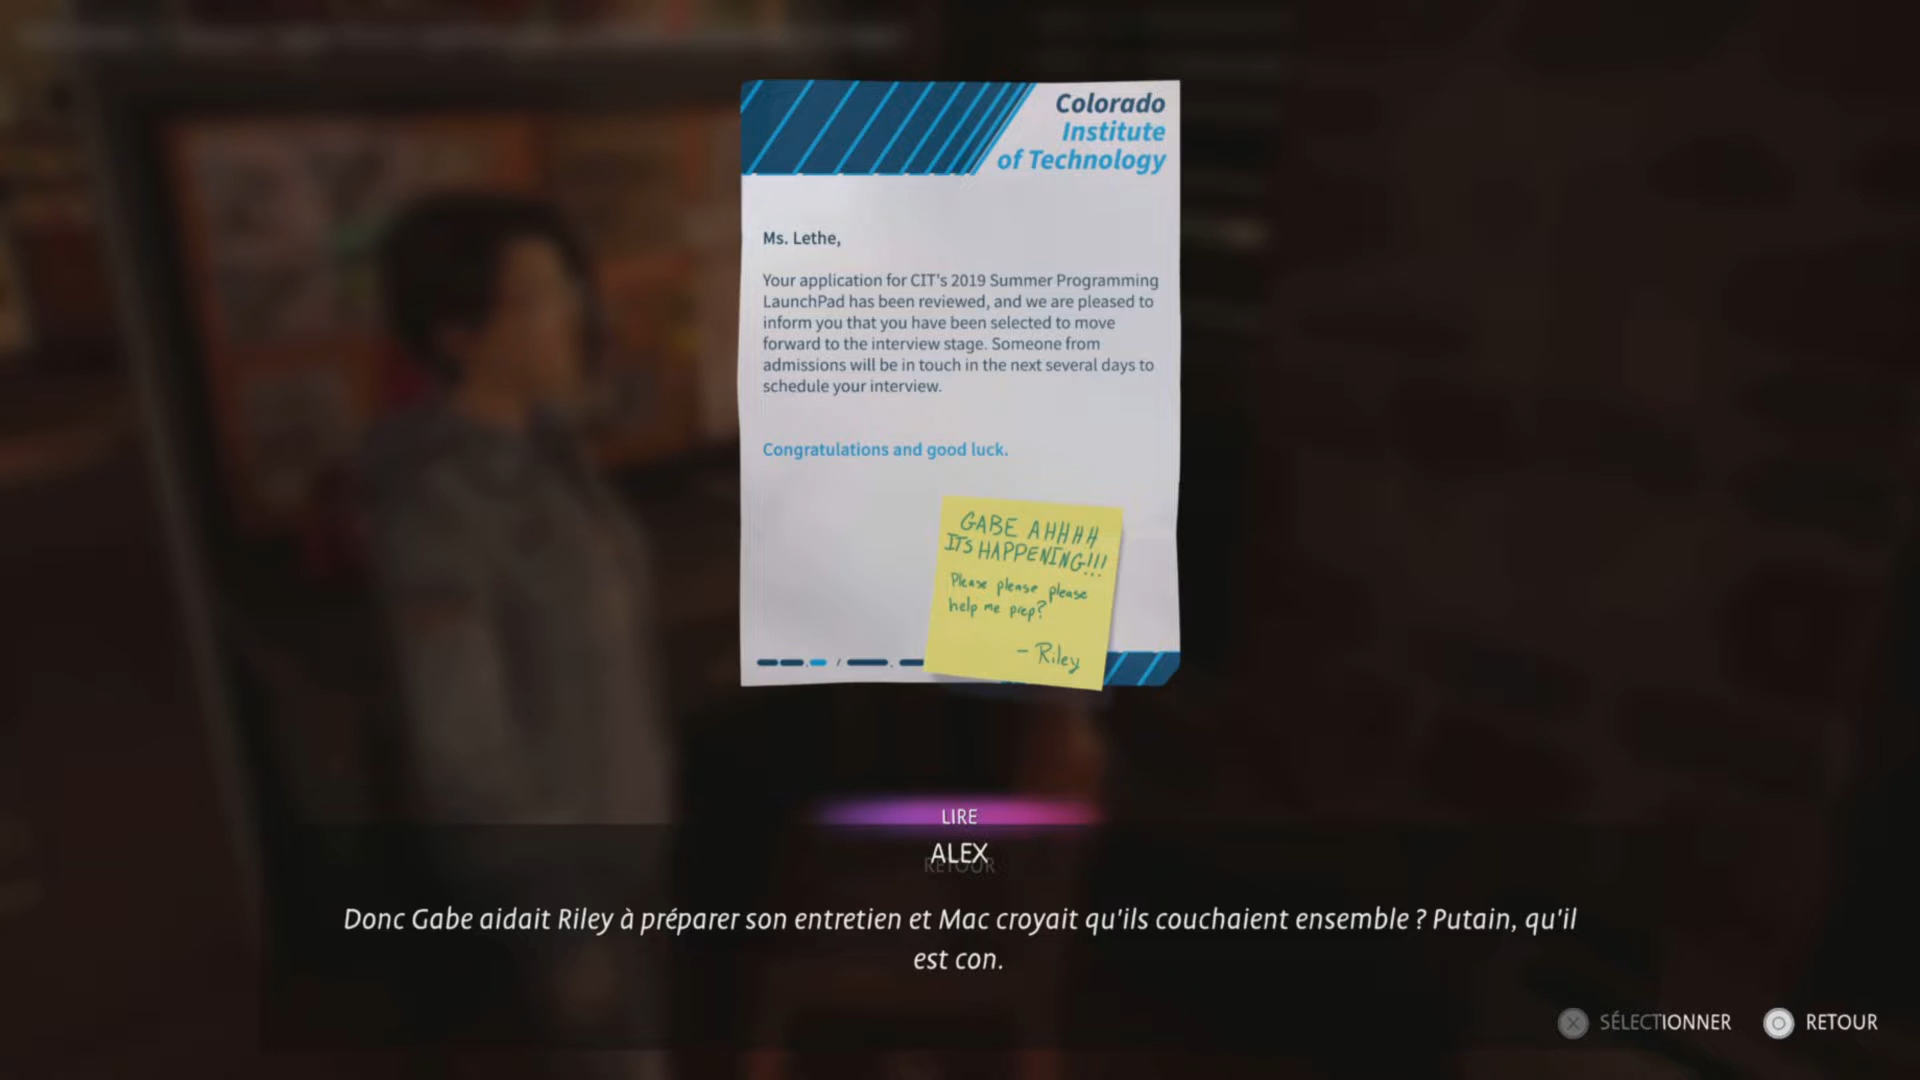 Colorado
Institute
of Technology
Ms. Lethe,
Your application for CIT's 2019 Summer Programming
LaunchPad has been reviewed, and we are pleased to
inform you that you have been selected to move
forward to the interview stage. Someone from
admissions will be in touch in the next several days to
schedule your interview.
Congratulations and good luck.
GABE AHHHH
ITS HAPPENING!!!
Please please please
help me prep?
- Riley
LIRE
ALEX
RETOUR
Donc Gabe aidait Riley à préparer son entretien et Mac croyait qu'ils couchaient ensemble ? Putain, qu'il
est con.
SÉLECTIONNER
RETOUR